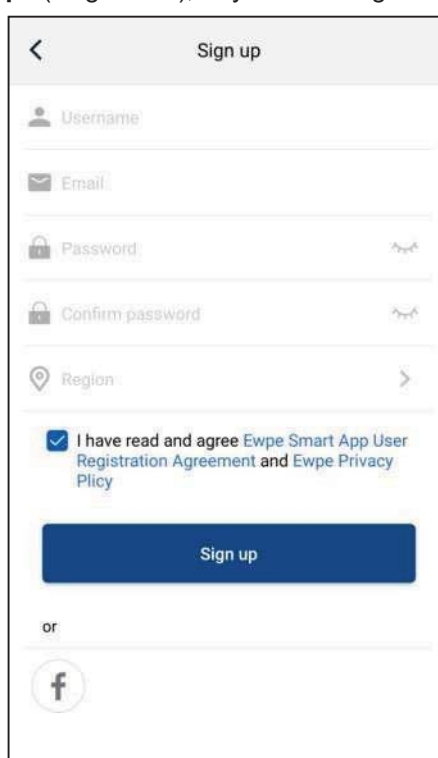 Sign up
Username
Email
Password
Confirm password
Region
I have read and agree Ewpe Smart App User
Registration Agreement and Ewpe Privacy
Plicy
Sign up
or
f